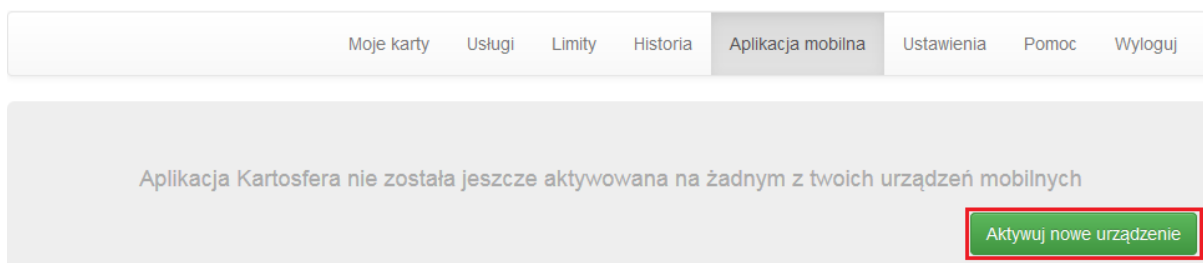 Moje karty Usługi Limity Historia Aplikacja mobilna Ustawienia Pomoc Wyloguj
Aplikacja Kartosfera nie została jeszcze aktywowana na żadnym z twoich urządzeń mobilnych
Aktywuj nowe urządzenie